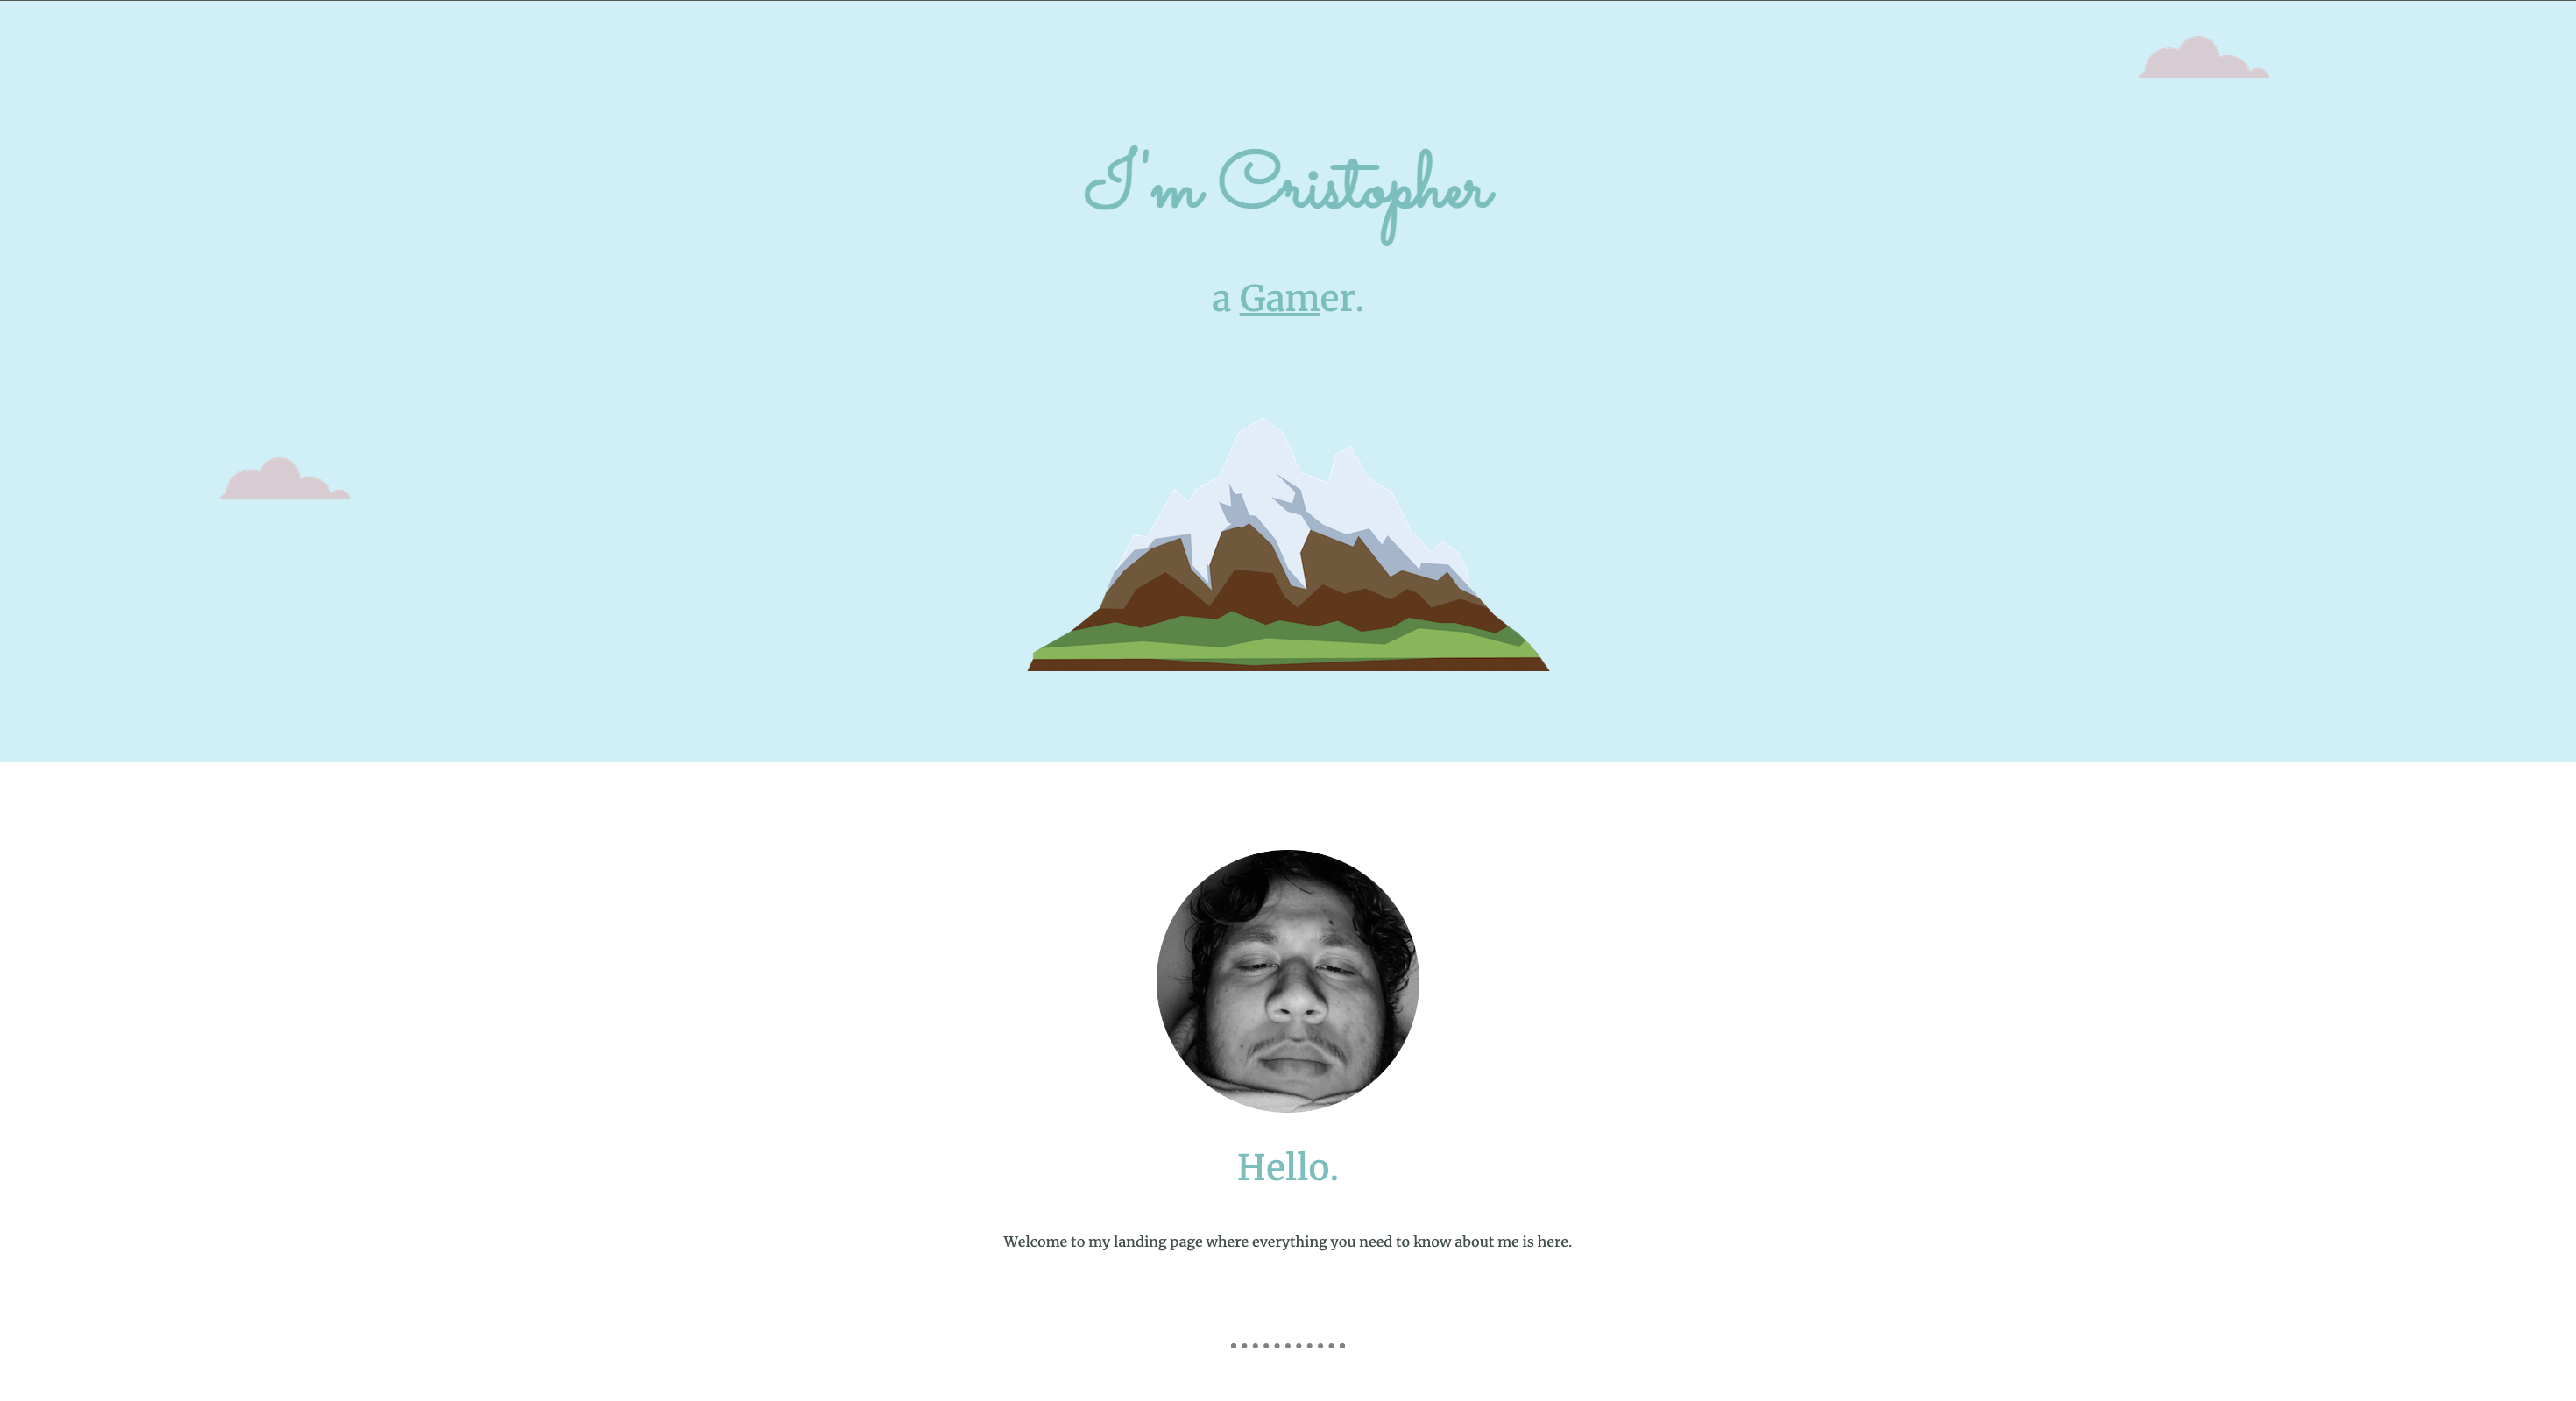 I'm Cristopher
a Gamer.
Hello.
Welcome to my landing page where everything you need to know about me is here.